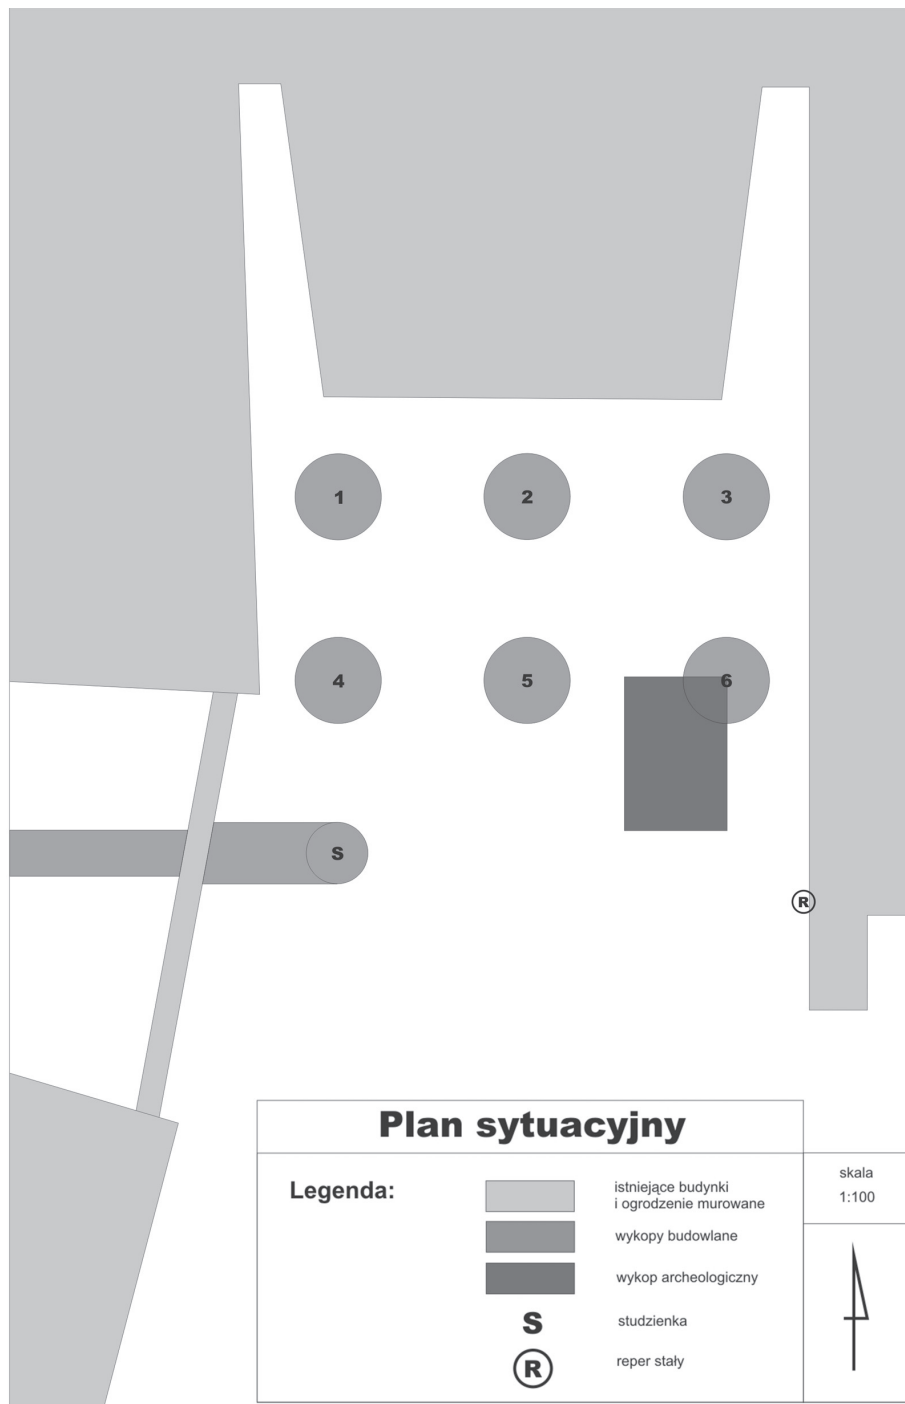 1
2
3
4
5
6
S
R
Plan sytuacyjny
Legenda:
istniejące budynki
i ogrodzenie murowane
wykopy budowlane
wykop archeologiczny
S
studzienka
R
reper stały
skala
1:100